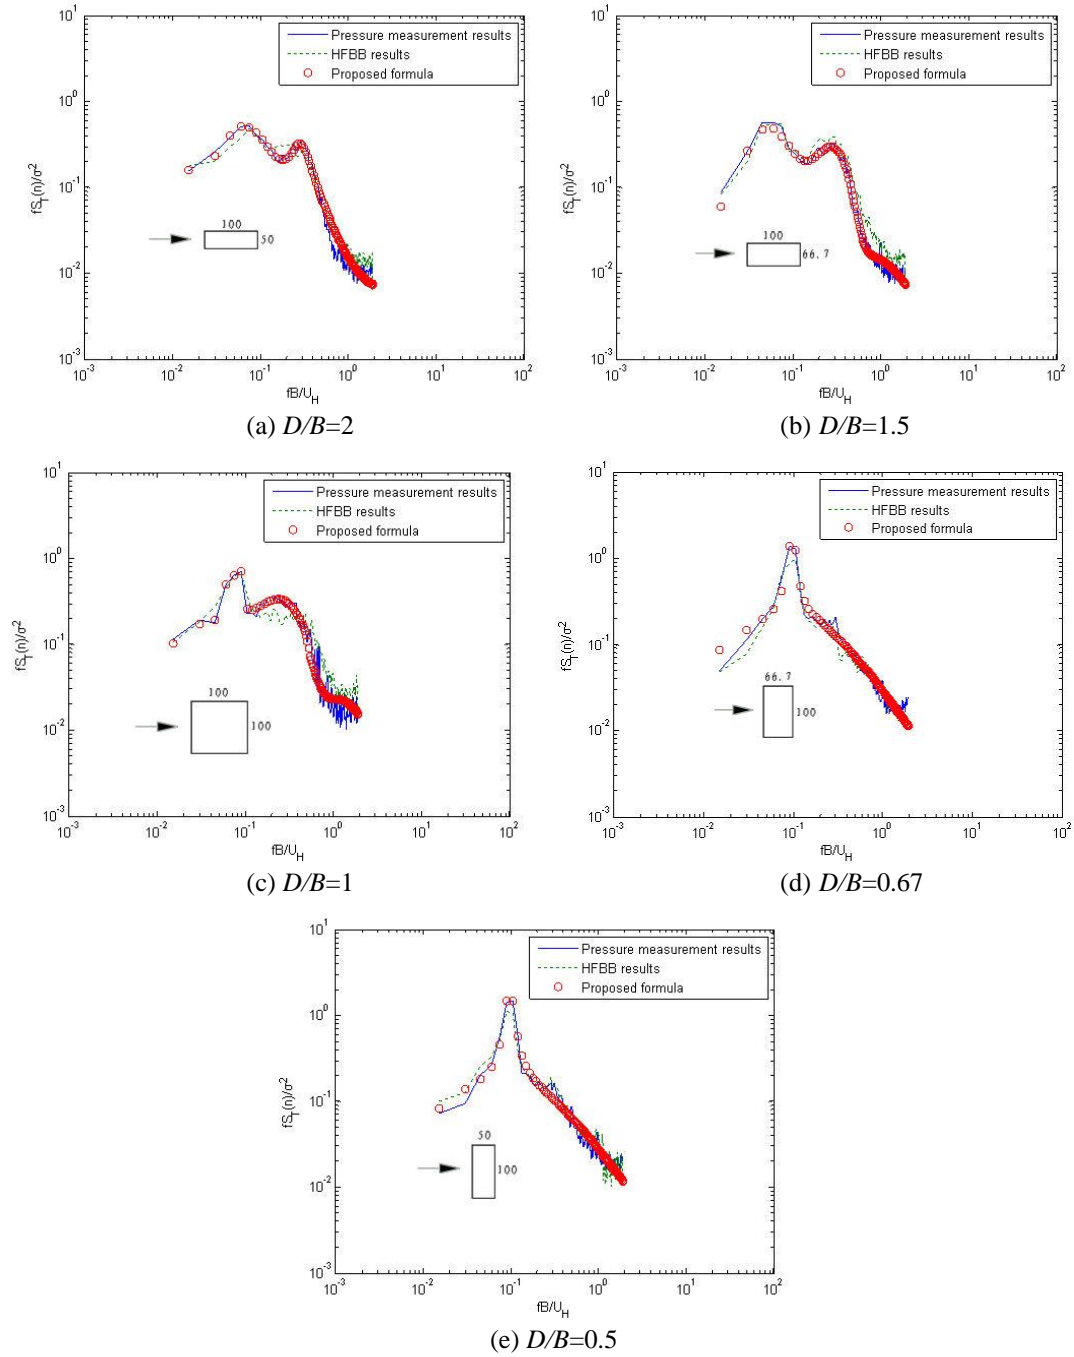 10^1
10^0
10^-1
10^-2
10^-3
fS_T(n)/σ^2
Pressure measurement results
HFBB results
Proposed formula
100
50
10^-3 10^-2 10^-1 10^0 10^1 10^2
fB/U_H
(a) D/B=2
10^1
10^0
10^-1
10^-2
10^-3
fS_T(n)/σ^2
Pressure measurement results
HFBB results
Proposed formula
100
66.7
10^-3 10^-2 10^-1 10^0 10^1 10^2
fB/U_H
(b) D/B=1.5
10^1
10^0
10^-1
10^-2
10^-3
fS_T(n)/σ^2
Pressure measurement results
HFBB results
Proposed formula
100
100
10^-3 10^-2 10^-1 10^0 10^1 10^2
fB/U_H
(c) D/B=1
10^1
10^0
10^-1
10^-2
10^-3
fS_T(n)/σ^2
Pressure measurement results
HFBB results
Proposed formula
66.7
100
10^-3 10^-2 10^-1 10^0 10^1 10^2
fB/U_H
(d) D/B=0.67
10^1
10^0
10^-1
10^-2
10^-3
fS_T(n)/σ^2
Pressure measurement results
HFBB results
Proposed formula
50
100
10^-3 10^-2 10^-1 10^0 10^1 10^2
fB/U_H
(e) D/B=0.5